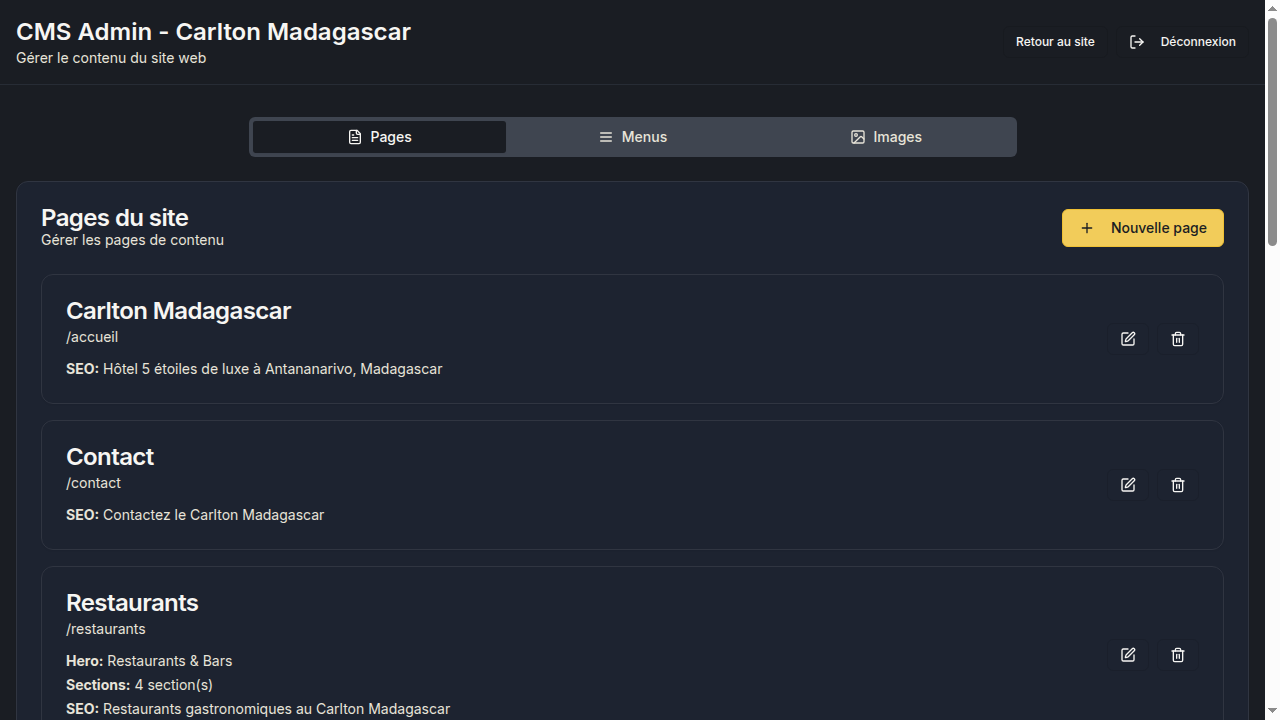 CMS Admin - Carlton Madagascar
Gérer le contenu du site web
Retour au site
Déconnexion
Pages
Menus
Images
Pages du site
Gérer les pages de contenu
Nouvelle page
Carlton Madagascar
/accueil
SEO: Hôtel 5 étoiles de luxe à Antananarivo, Madagascar
Contact
/contact
SEO: Contactez le Carlton Madagascar
Restaurants
/restaurants
Hero: Restaurants & Bars
Sections: 4 section(s)
SEO: Restaurants gastronomiques au Carlton Madagascar